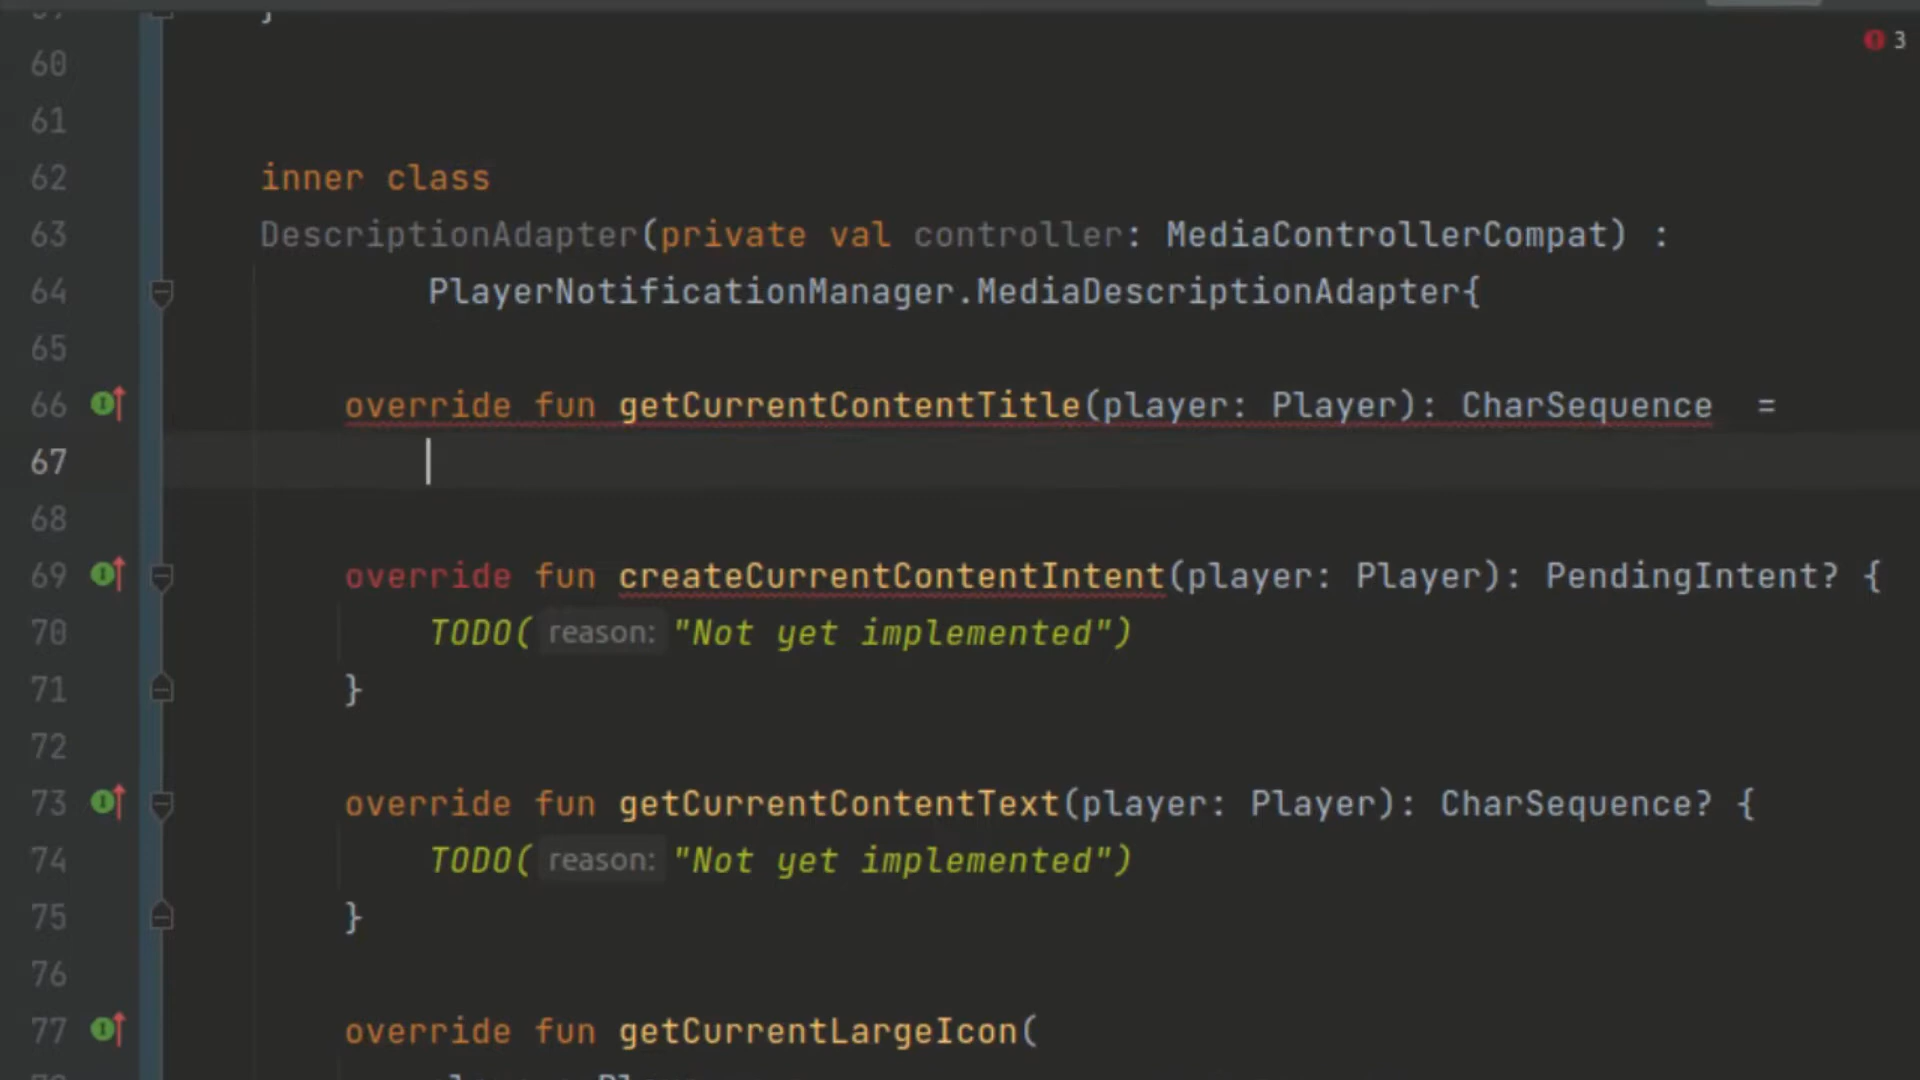 3
60
61
62 inner class
63 DescriptionAdapter(private val controller: MediaControllerCompat) :
64 PlayerNotificationManager.MediaDescriptionAdapter{
65
66 override fun getCurrentContentTitle(player: Player): CharSequence =
67
68
69 override fun createCurrentContentIntent(player: Player): PendingIntent? {
70 TODO( reason: "Not yet implemented")
71 }
72
73 override fun getCurrentContentText(player: Player): CharSequence? {
74 TODO( reason: "Not yet implemented")
75 }
76
77 override fun getCurrentLargeIcon(